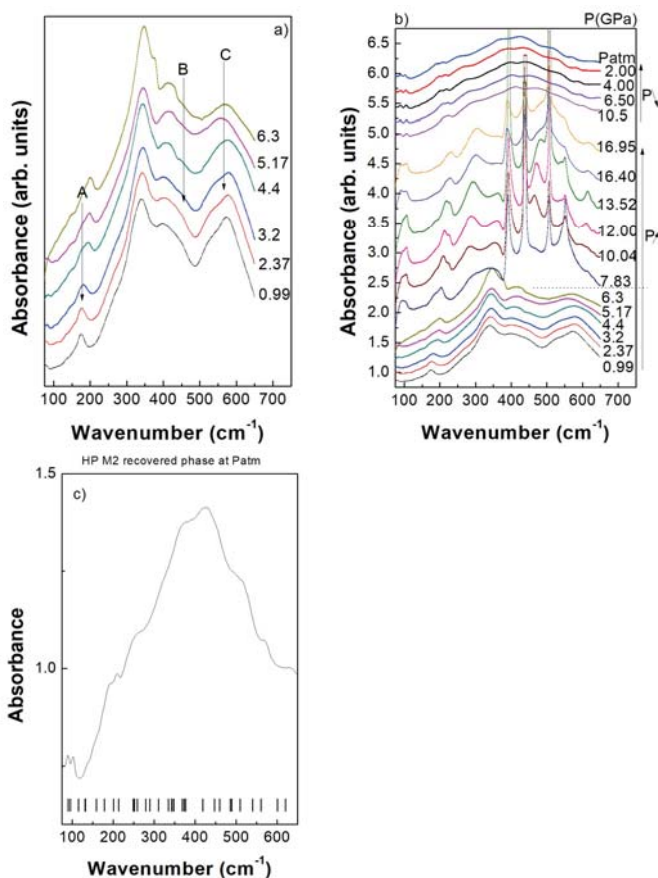 a)
B
C
A
6.3
5.17
4.4
3.2
2.37
0.99
Absorbance (arb. units)
100 200 300 400 500 600 700
Wavenumber (cm-1)
b)
P(GPa)
6.5
6.0
5.5
5.0
4.5
4.0
3.5
3.0
2.5
2.0
1.5
1.0
Patm
2.00
4.00
6.50
10.5
16.95
16.40
13.52
12.00
10.04
7.83
6.3
5.17
4.4
3.2
2.37
0.99
Absorbance (arb. units)
100 200 300 400 500 600 700
Wavenumber (cm-1)
HP M2 recovered phase at Patm
c)
1.5
1.0
Absorbance
100 200 300 400 500 600
Wavenumber (cm-1)